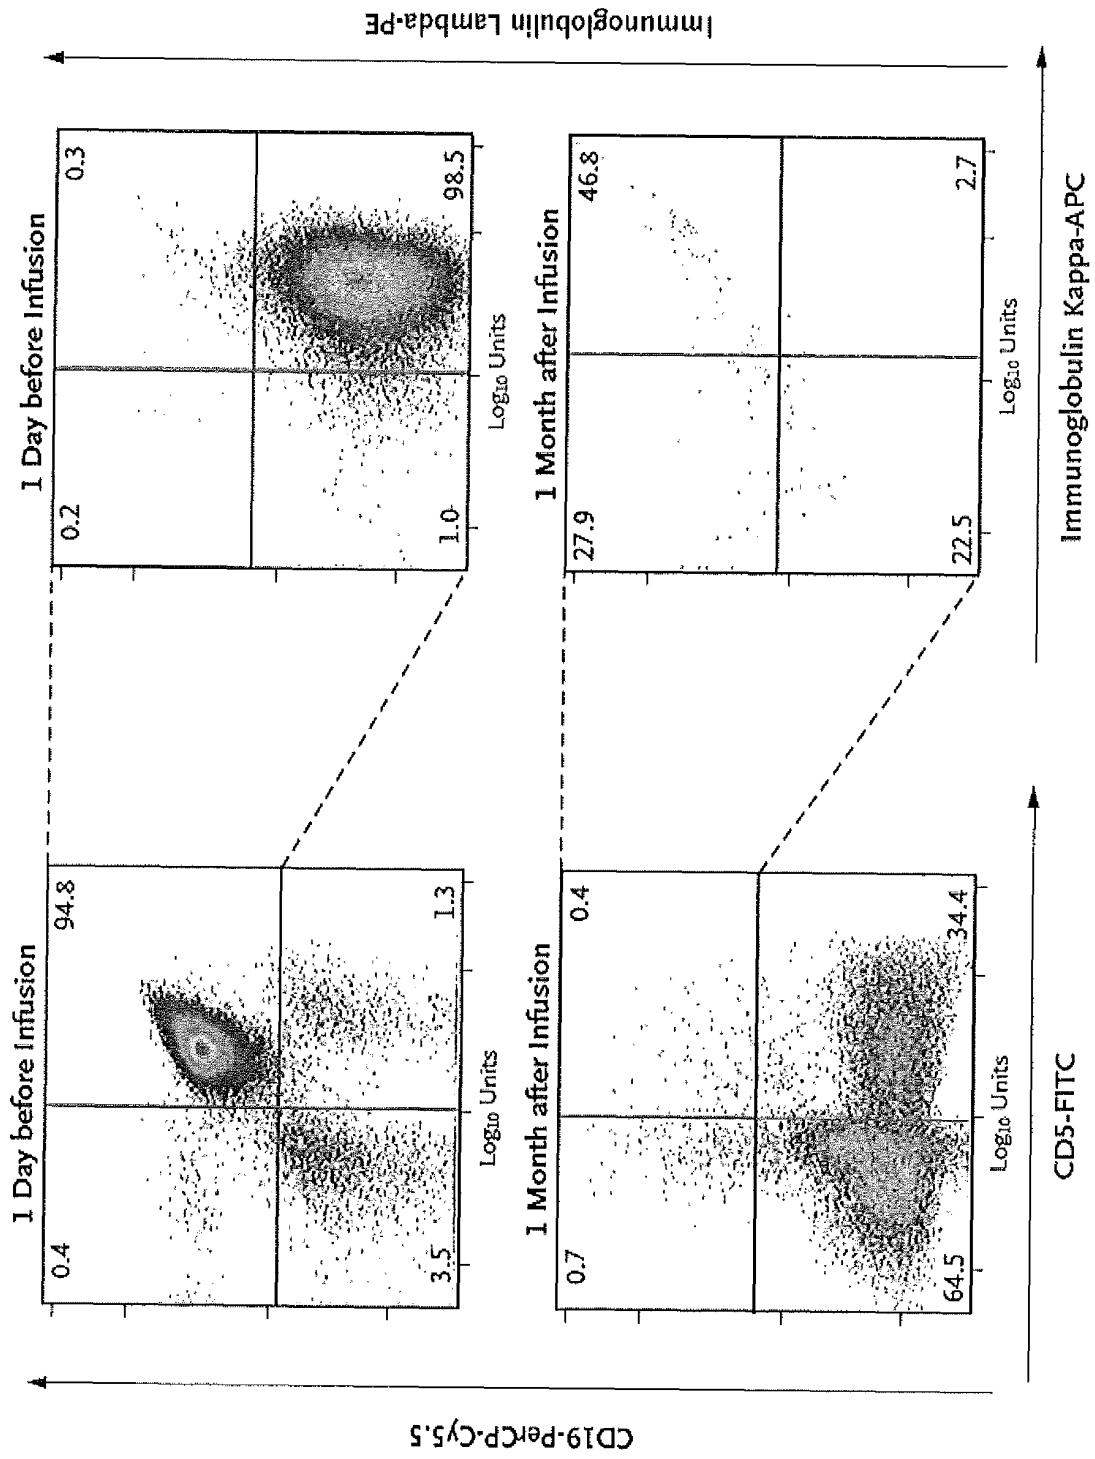 CD19-PerCP-Cy5.5
1 Day before Infusion
0.4
94.8
3.5
1.3
Log10 Units
1 Day before Infusion
0.2
0.3
1.0
98.5
Log10 Units
1 Month after Infusion
0.7
0.4
64.5
34.4
Log10 Units
1 Month after Infusion
27.9
46.8
22.5
2.7
Log10 Units
CD5-FITC
Immunoglobulin Kappa-APC
Immunoglobulin Lambda-PE